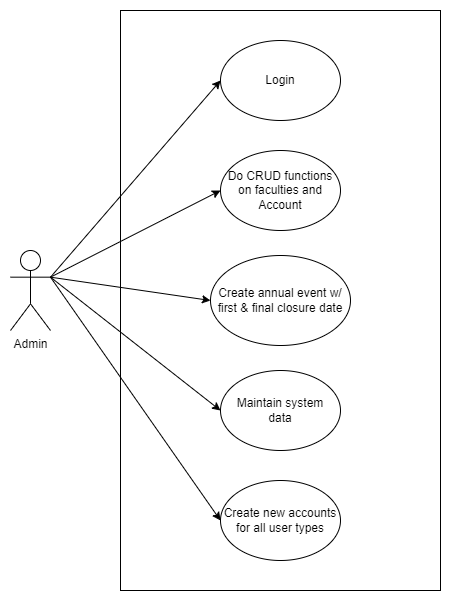 Login
Do CRUD functions
on faculties and
Account
Create annual event w/
first & final closure date
Admin
Maintain system
data
Create new accounts
for all user types